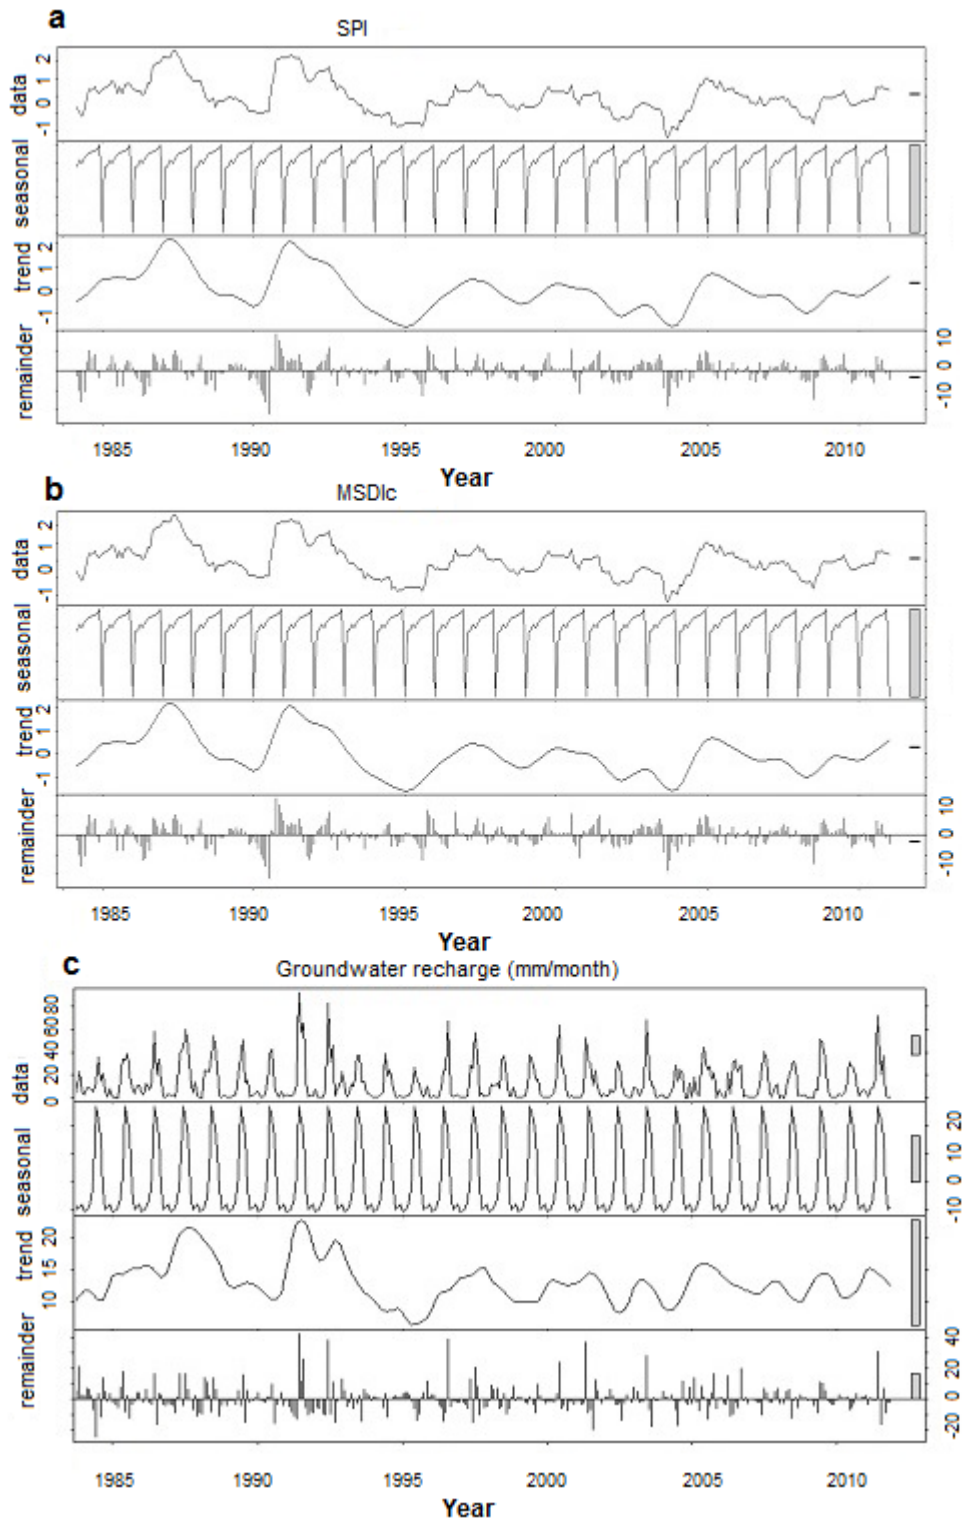 a
SPI
data
-1 0 1 2
seasonal
trend
-1 0 1 2
remainder
-10 0 10
1985 1990 1995 2000 2005 2010
Year
b
MSDIc
data
-1 0 1 2
seasonal
trend
-1 0 1 2
remainder
-10 0 10
1985 1990 1995 2000 2005 2010
Year
c
Groundwater recharge (mm/month)
data
0 20 40 60 80
seasonal
-10 0 10 20
trend
10 15 20
remainder
-20 0 20 40
1985 1990 1995 2000 2005 2010
Year